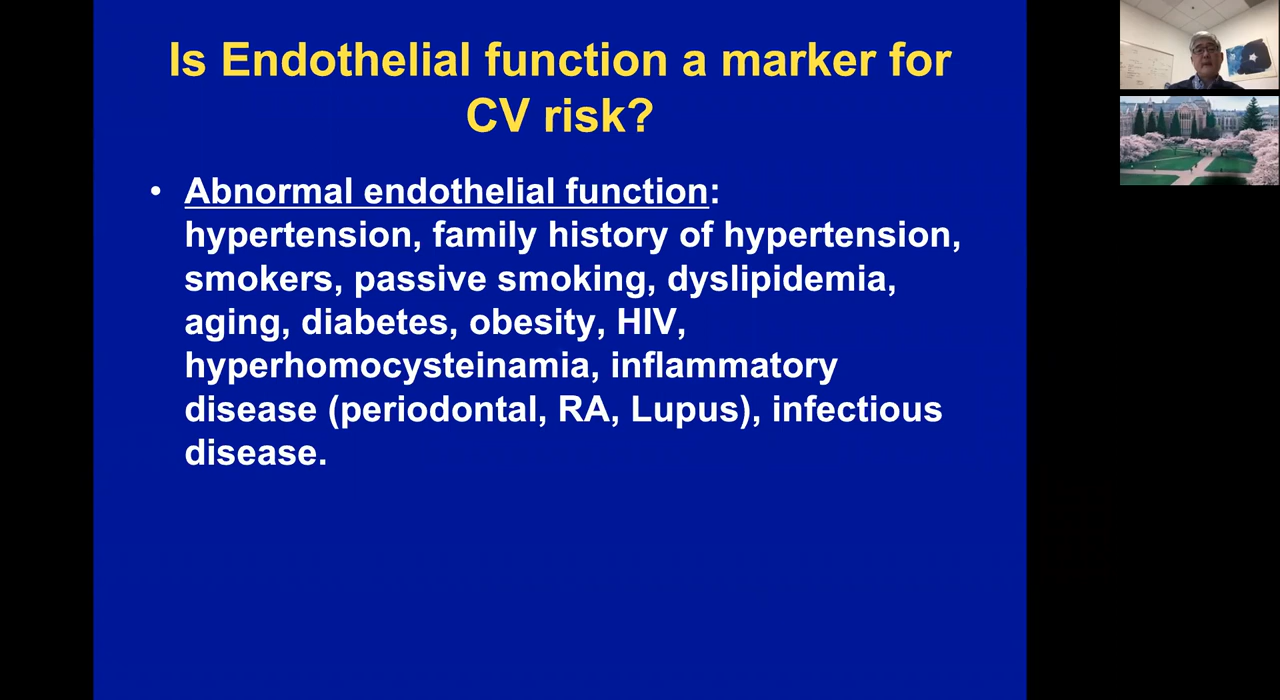 Is Endothelial function a marker for
CV risk?
• Abnormal endothelial function:
hypertension, family history of hypertension,
smokers, passive smoking, dyslipidemia,
aging, diabetes, obesity, HIV,
hyperhomocysteinamia, inflammatory
disease (periodontal, RA, Lupus), infectious
disease.